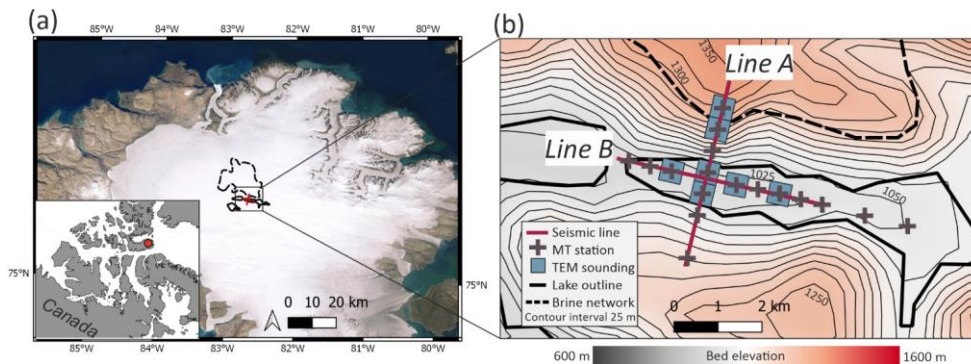 (a)
85°W 84°W 83°W 82°W 81°W 80°W
75°N
75°N
Canada
0 10 20 km
85°W 84°W 83°W 82°W 81°W 80°W
(b)
1350
1300
Line A
Line B
1025
1050
Seismic line
MT station
TEM sounding
Lake outline
Brine network
Contour interval 25 m
1250
0 1 2 km
600 m Bed elevation 1600 m